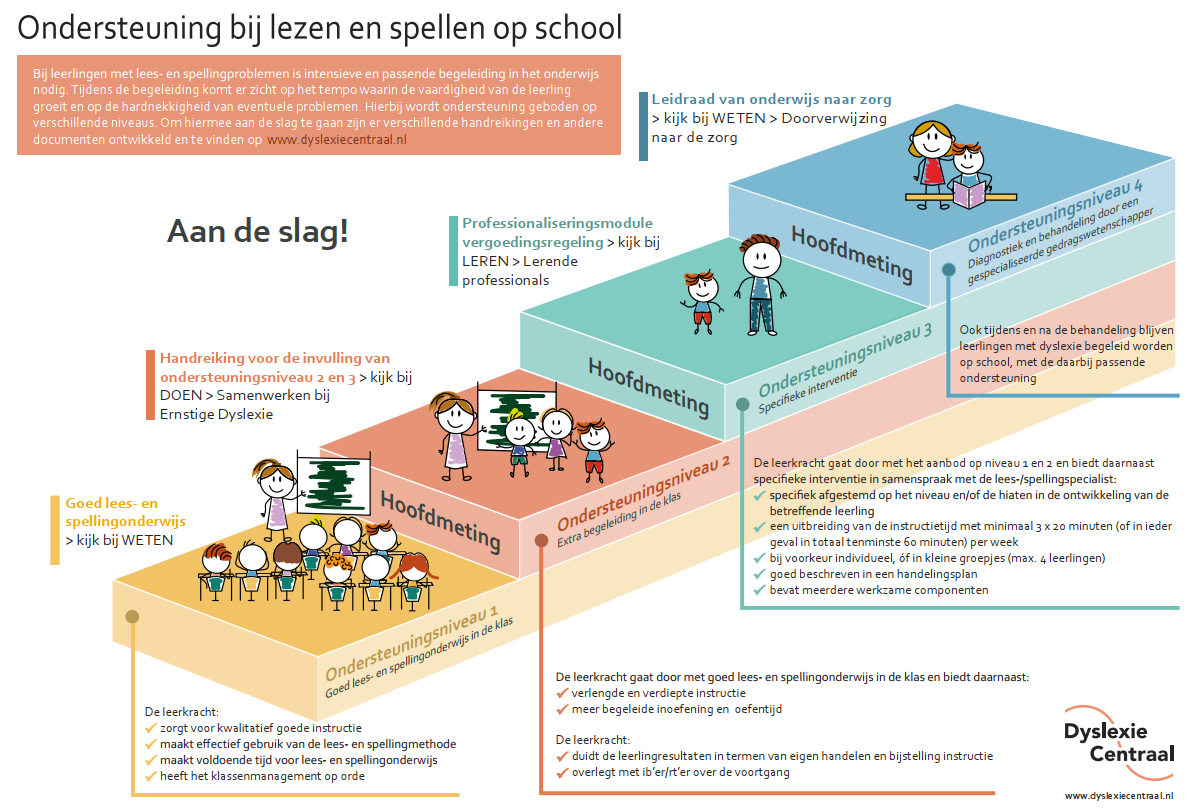 Ondersteuning bij lezen en spellen op school
Bij leerlingen met lees- en spellingproblemen is intensieve en passende begeleiding in het onderwijs
nodig. Tijdens de begeleiding komt er zicht op het tempo waarin de vaardigheid van de leerling
groeit en op de hardnekkigheid van eventuele problemen. Hierbij wordt ondersteuning geboden op
verschillende niveaus. Om hiermee aan de slag te gaan zijn er verschillende handreikingen en andere
documenten ontwikkeld en te vinden op www.dyslexiecentraal.nl
Aan de slag!
Leidraad van onderwijs naar zorg
> kijk bij WETEN > Doorverwijzing
naar de zorg
Professionaliseringsmodule
vergoedingsregeling > kijk bij
LEREN > Lerende
professionals
Handreiking voor de invulling van
ondersteuningsniveau 2 en 3 > kijk bij
DOEN > Samenwerken bij
Ernstige Dyslexie
Goed lees- en
spellingonderwijs
> kijk bij WETEN
Hoofdmeting
Ondersteuningsniveau 4
Diagnostiek en behandeling door een
gespecialiseerde gedragswetenschapper
Ook tijdens en na de behandeling blijven
leerlingen met dyslexie begeleid worden
op school, met de daarbij passende
ondersteuning
Hoofdmeting
Ondersteuningsniveau 3
Specifieke interventie
De leerkracht gaat door met het aanbod op niveau 1 en 2 en biedt daarnaast
specifieke interventie in samenspraak met de lees-/spellingspecialist:
✓ specifiek afgestemd op het niveau en/of de hiaten in de ontwikkeling van de
betreffende leerling
✓ een uitbreiding van de instructietijd met minimaal 3 x 20 minuten (of in ieder
geval in totaal tenminste 60 minuten) per week
✓ bij voorkeur individueel, óf in kleine groepjes (max. 4 leerlingen)
✓ goed beschreven in een handelingsplan
✓ bevat meerdere werkzame componenten
Hoofdmeting
Ondersteuningsniveau 2
Extra begeleiding in de klas
De leerkracht gaat door met goed lees- en spellingonderwijs in de klas en biedt daarnaast:
✓ verlengde en verdiepte instructie
✓ meer begeleide inoefening en oefentijd
De leerkracht:
✓ duidt de leerlingresultaten in termen van eigen handelen en bijstelling instructie
✓ overlegt met ib'er/rt'er over de voortgang
Ondersteuningsniveau 1
Goed lees- en spellingonderwijs in de klas
De leerkracht:
✓ zorgt voor kwalitatief goede instructie
✓ maakt effectief gebruik van de lees- en spellingmethode
✓ maakt voldoende tijd voor lees- en spellingonderwijs
✓ heeft het klassenmanagement op orde
Dyslexie
Centraal
www.dyslexiecentraal.nl